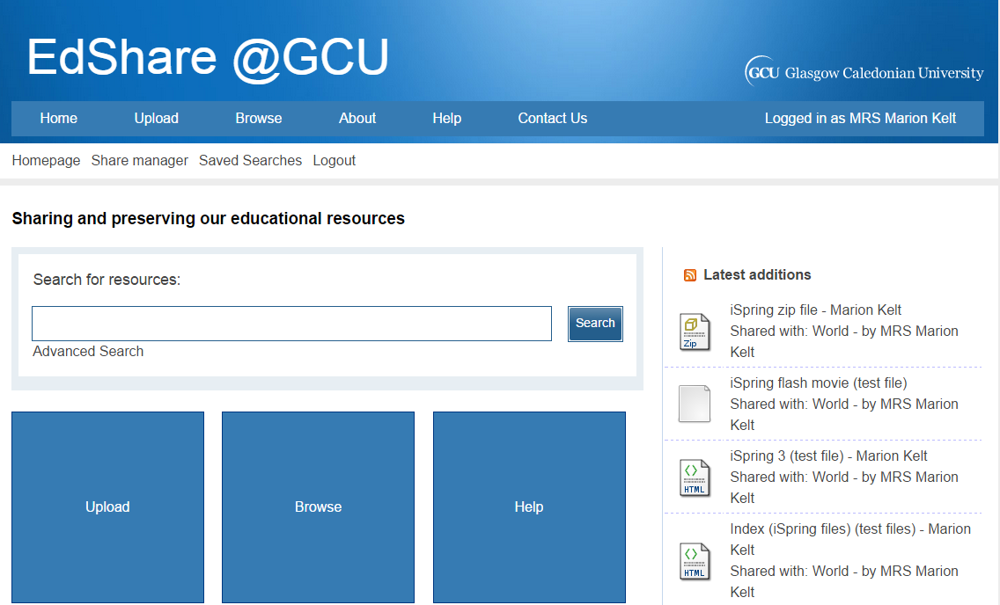 EdShare @GCU
GCU Glasgow Caledonian University
Home Upload Browse About Help Contact Us Logged in as MRS Marion Kelt
Homepage Share manager Saved Searches Logout
Sharing and preserving our educational resources
Search for resources:
Search
Advanced Search
Upload
Browse
Help
Latest additions
Zip
iSpring zip file - Marion Kelt
Shared with: World - by MRS Marion
Kelt
iSpring flash movie (test file)
Shared with: World - by MRS Marion
Kelt
HTML
iSpring 3 (test file) - Marion Kelt
Shared with: World - by MRS Marion
Kelt
HTML
Index (iSpring files) (test files) - Marion
Kelt
Shared with: World - by MRS Marion
Kelt